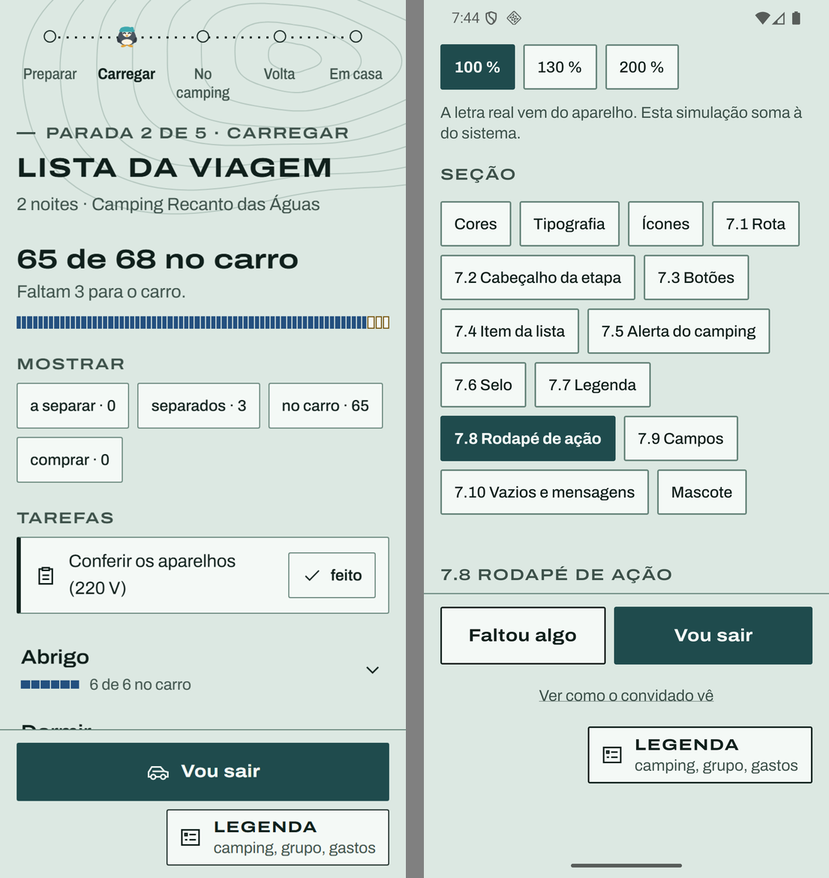 Preparar
Carregar
No
camping
Volta
Em casa
— PARADA 2 DE 5 · CARREGAR
LISTA DA VIAGEM
2 noites · Camping Recanto das Águas
65 de 68 no carro
Faltam 3 para o carro.
MOSTRAR
a separar · 0
separados · 3
no carro · 65
comprar · 0
TAREFAS
Conferir os aparelhos
(220 V)
feito
Abrigo
6 de 6 no carro
Vou sair
LEGENDA
camping, grupo, gastos
7:44
100 %
130 %
200 %
A letra real vem do aparelho. Esta simulação soma à
do sistema.
SEÇÃO
Cores
Tipografia
Ícones
7.1 Rota
7.2 Cabeçalho da etapa
7.3 Botões
7.4 Item da lista
7.5 Alerta do camping
7.6 Selo
7.7 Legenda
7.8 Rodapé de ação
7.9 Campos
7.10 Vazios e mensagens
Mascote
7.8 RODAPÉ DE AÇÃO
Faltou algo
Vou sair
Ver como o convidado vê
LEGENDA
camping, grupo, gastos